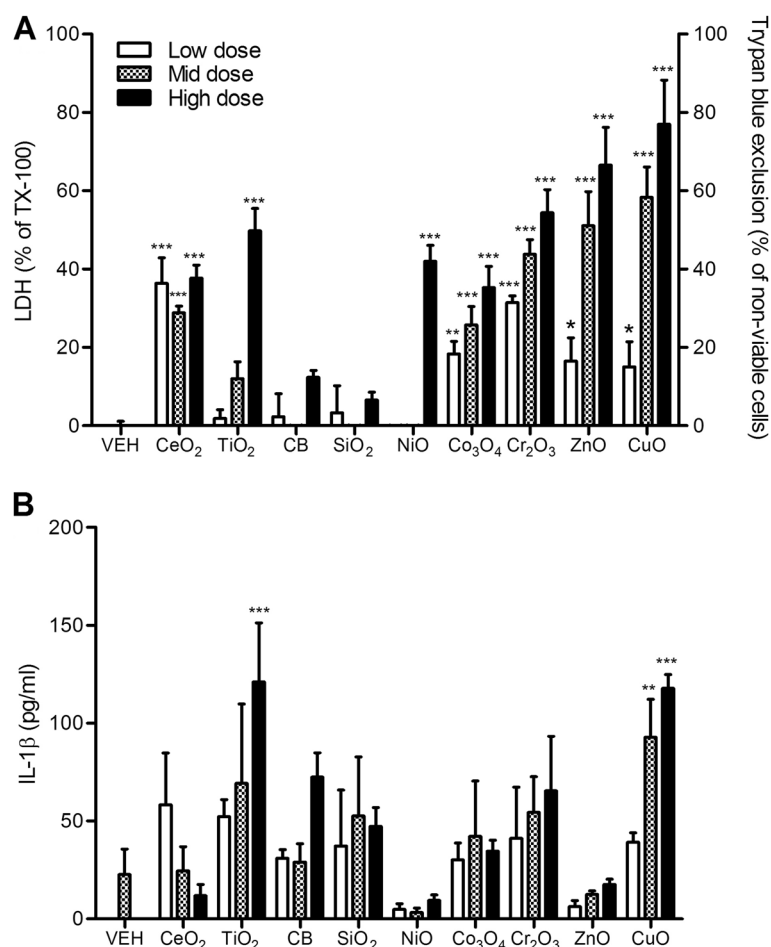 A
Low dose
Mid dose
High dose
LDH (% of TX-100)
Trypan blue exclusion (% of non-viable cells)
100
80
60
40
20
0
100
80
60
40
20
0
*** *** *** *** *** ** *** *** *** *** *** * *** *** * *** ***
VEH CeO₂ TiO₂ CB SiO₂ NiO Co₃O₄ Cr₂O₃ ZnO CuO
B
IL-1β (pg/ml)
200
150
100
50
0
*** ** ***
VEH CeO₂ TiO₂ CB SiO₂ NiO Co₃O₄ Cr₂O₃ ZnO CuO